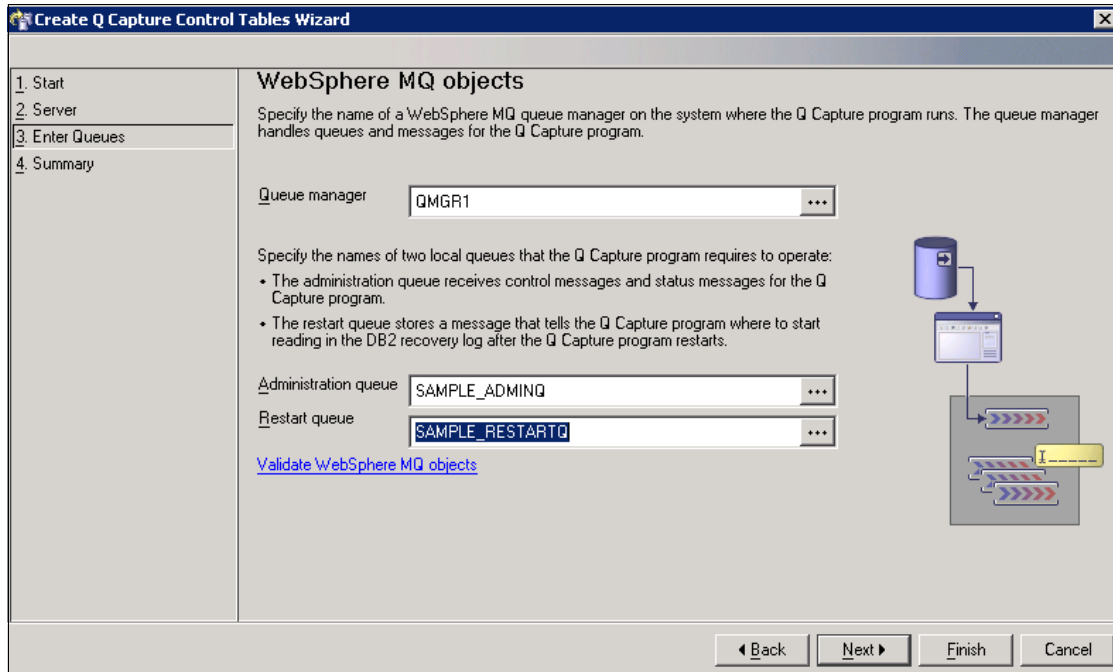 Create Q Capture Control Tables Wizard
1. Start
2. Server
3. Enter Queues
4. Summary
WebSphere MQ objects
Specify the name of a WebSphere MQ queue manager on the system where the Q Capture program runs. The queue manager
handles queues and messages for the Q Capture program.
Queue manager
QMGR1
...
Specify the names of two local queues that the Q Capture program requires to operate:
• The administration queue receives control messages and status messages for the Q
Capture program.
• The restart queue stores a message that tells the Q Capture program where to start
reading in the DB2 recovery log after the Q Capture program restarts.
Administration queue
SAMPLE_ADMINQ
...
Restart queue
SAMPLE_RESTARTQ
...
Validate WebSphere MQ objects
I_____
Back
Next
Finish
Cancel